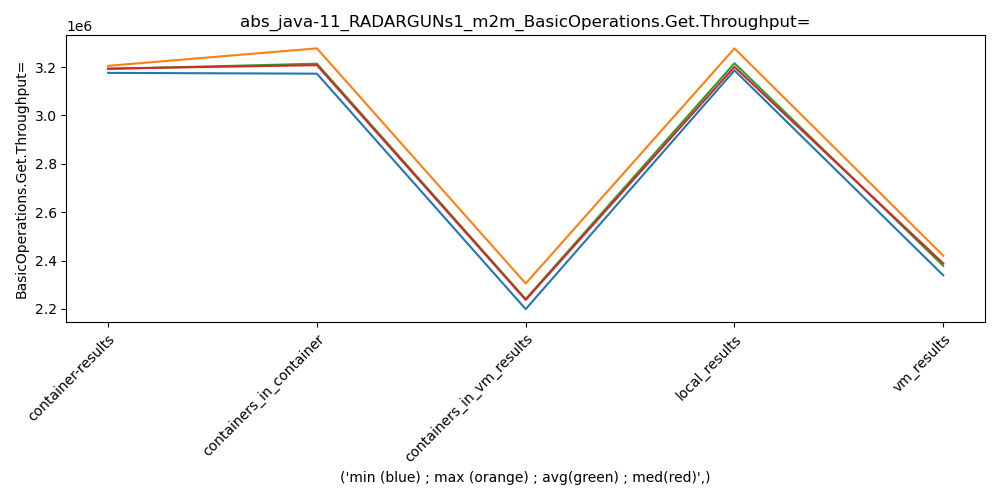 abs_java-11_RADARGUNs1_m2m_BasicOperations.Get.Throughput=
1e6
3.2
3.0
2.8
2.6
2.4
2.2
BasicOperations.Get.Throughput=
container-results
containers_in_container
containers_in_vm_results
local_results
vm_results
('min (blue) ; max (orange) ; avg(green) ; med(red)',)